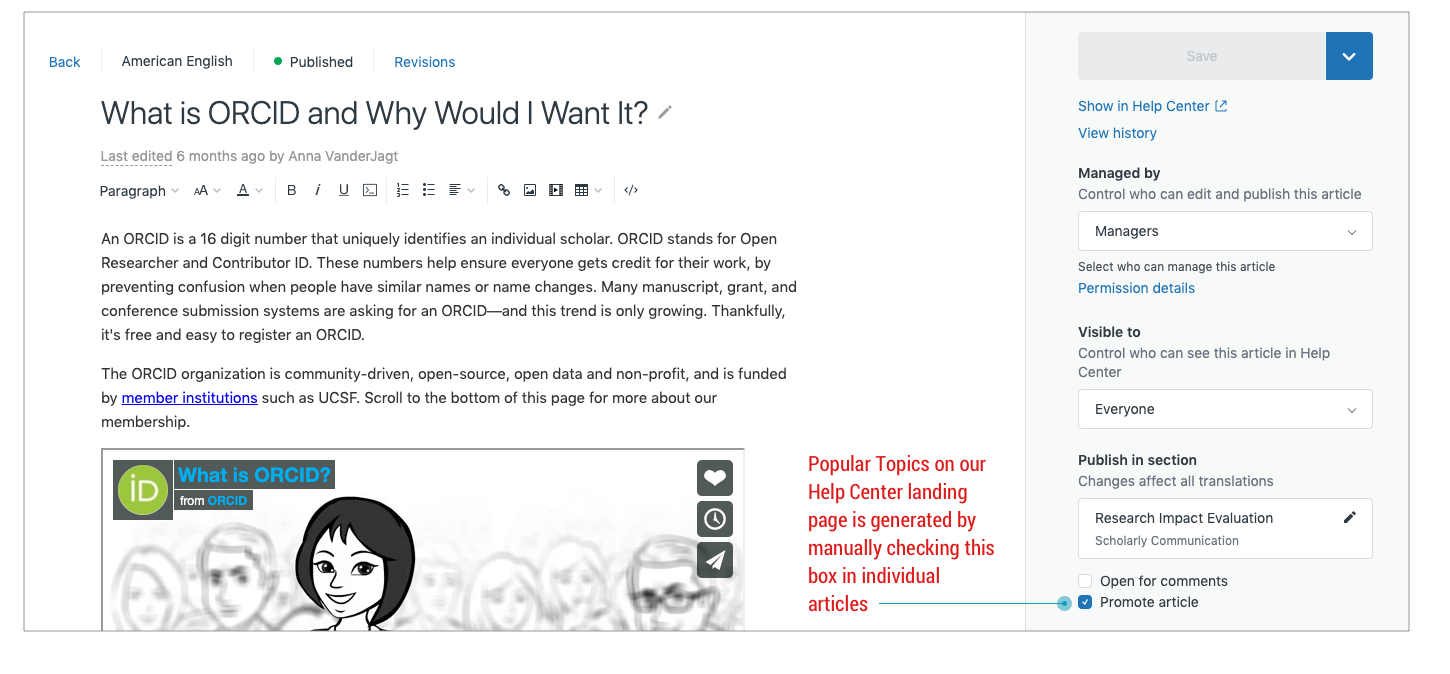 Back
American English
Published
Revisions
What is ORCID and Why Would I Want It?
Last edited 6 months ago by Anna VanderJagt
Paragraph
AA
A
B
i
U
</>
An ORCID is a 16 digit number that uniquely identifies an individual scholar. ORCID stands for Open
Researcher and Contributor ID. These numbers help ensure everyone gets credit for their work, by
preventing confusion when people have similar names or name changes. Many manuscript, grant, and
conference submission systems are asking for an ORCID—and this trend is only growing. Thankfully,
it's free and easy to register an ORCID.
The ORCID organization is community-driven, open-source, open data and non-profit, and is funded
by member institutions such as UCSF. Scroll to the bottom of this page for more about our
membership.
iD
What is ORCID?
from ORCID
Popular Topics on our
Help Center landing
page is generated by
manually checking this
box in individual
articles
Save
Show in Help Center
View history
Managed by
Control who can edit and publish this article
Managers
Select who can manage this article
Permission details
Visible to
Control who can see this article in Help
Center
Everyone
Publish in section
Changes affect all translations
Research Impact Evaluation
Scholarly Communication
Open for comments
Promote article